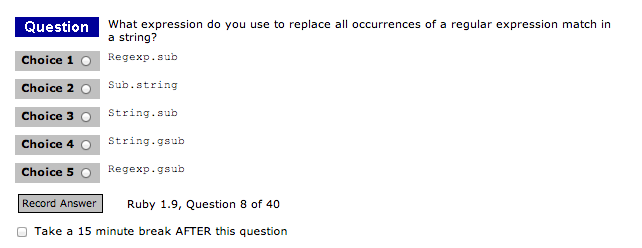 Question What expression do you use to replace all occurrences of a regular expression match in
a string?
Choice 1 Regexp.sub
Choice 2 Sub.string
Choice 3 String.sub
Choice 4 String.gsub
Choice 5 Regexp.gsub
Record Answer Ruby 1.9, Question 8 of 40
Take a 15 minute break AFTER this question